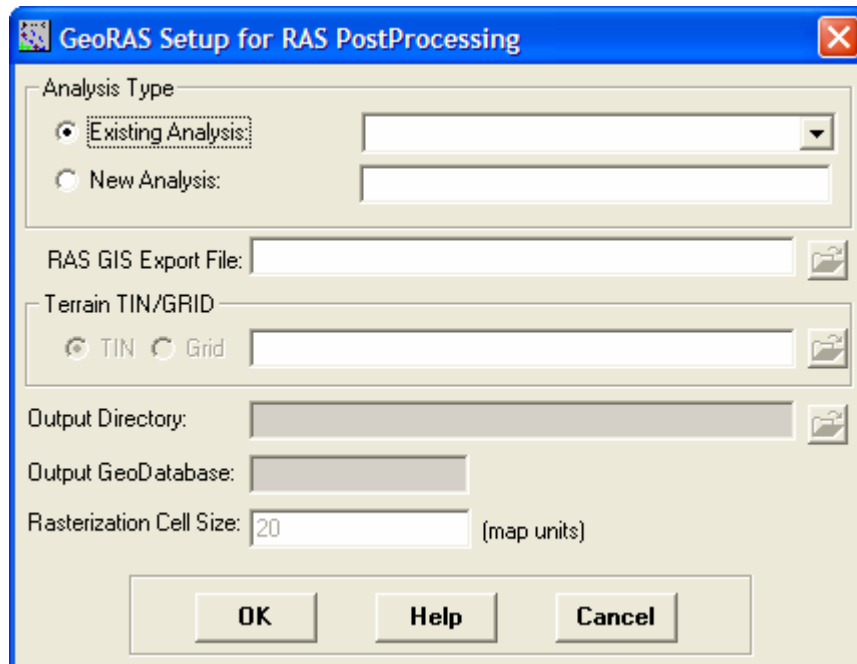 GeoRAS Setup for RAS PostProcessing
Analysis Type
Existing Analysis:
New Analysis:
RAS GIS Export File:
Terrain TIN/GRID
TIN Grid
Output Directory:
Output GeoDatabase:
Rasterization Cell Size: 20 (map units)
OK Help Cancel